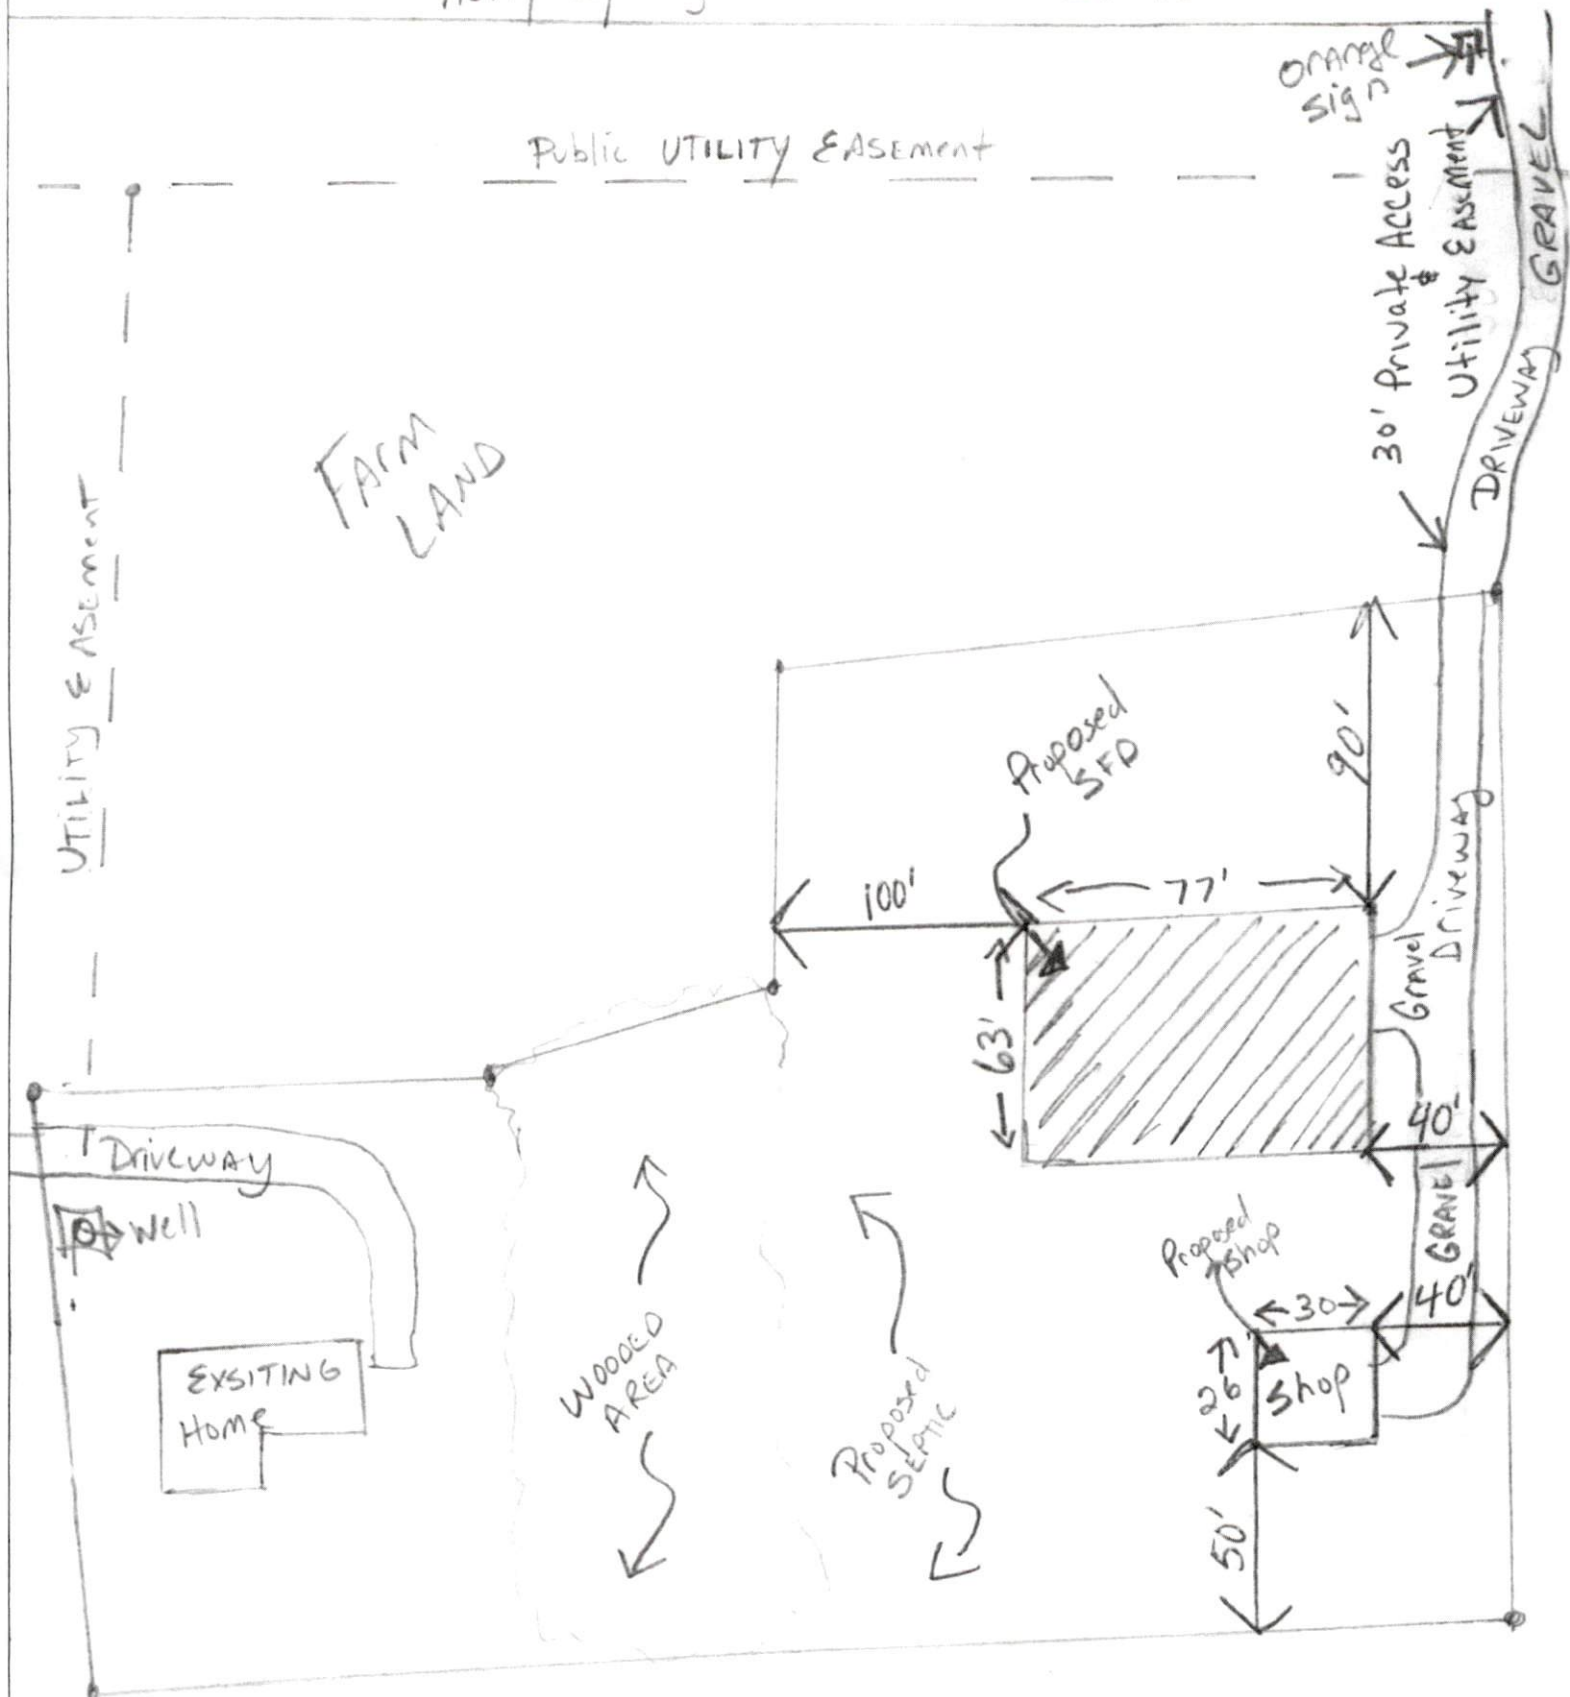 Orange
Sign
Public UTILITY EASEMENT
30' Private Access
&
Utility EASEMENT
GRAVEL
DRIVEWAY
FARM
LAND
UTILITY EASEMENT
Proposed
SFD
90'
100'
77'
63'
Gravel
Driveway
40'
GRAVEL
Driveway
Well
Proposed
Shop
30
40'
26'
Shop
EXSITING
Home
WOODED
AREA
Proposed
SEPTIC
50'